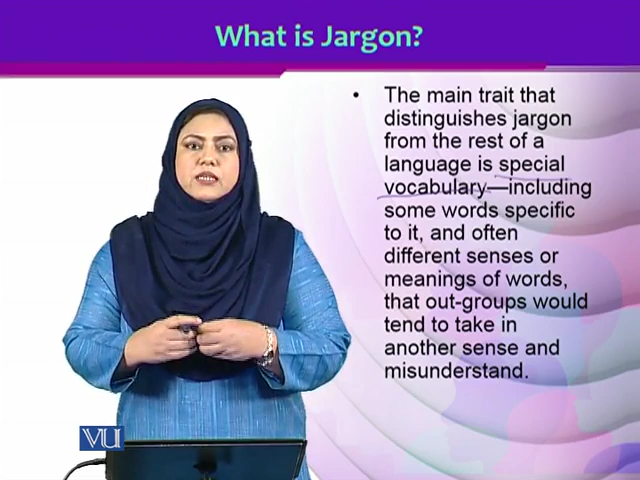 What is Jargon?
• The main trait that
distinguishes jargon
from the rest of a
language is special
vocabulary—including
some words specific
to it, and often
different senses or
meanings of words,
that out-groups would
tend to take in
another sense and
misunderstand.
VU